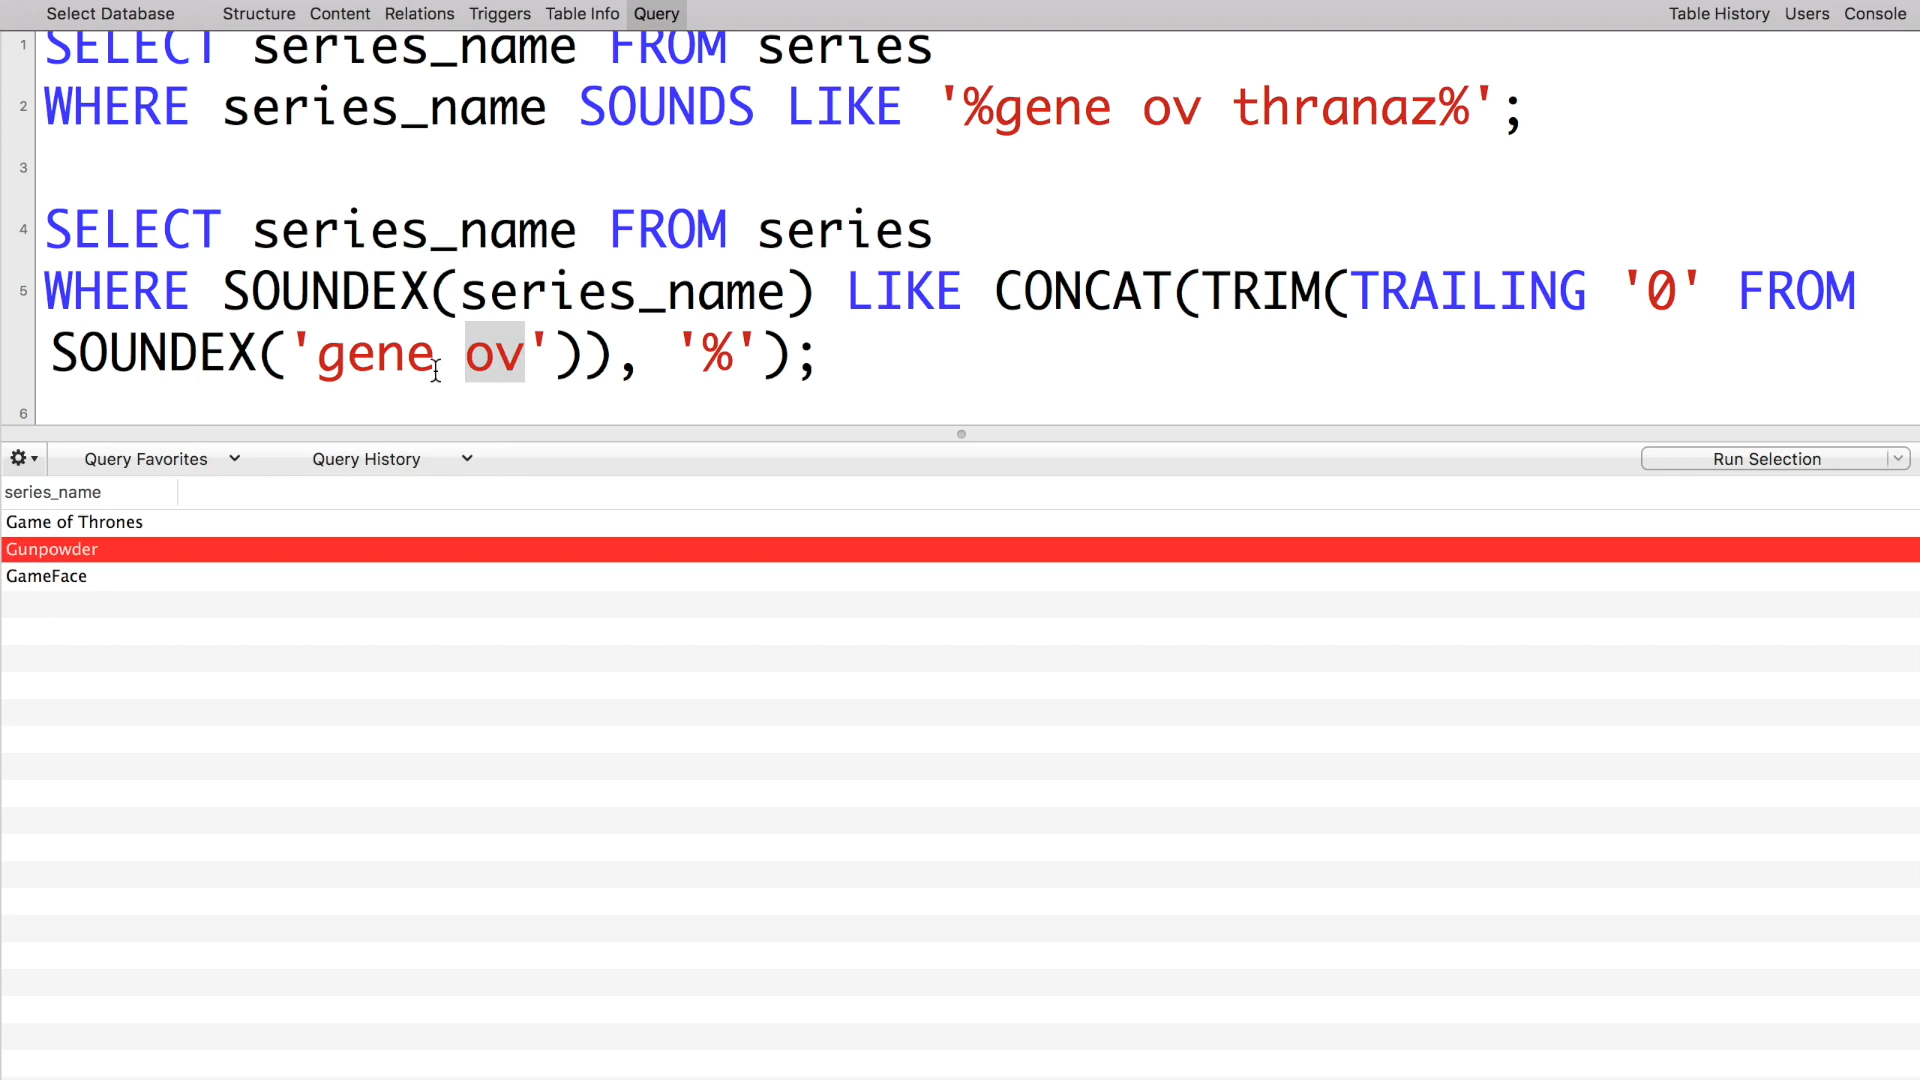 Select Database Structure Content Relations Triggers Table Info Query Table History Users Console
1 SELECT series_name FROM series
2 WHERE series_name SOUNDS LIKE '%gene ov thranaz%';
3
4 SELECT series_name FROM series
5 WHERE SOUNDEX(series_name) LIKE CONCAT(TRIM(TRAILING '0' FROM
SOUNDEX('gene ov')), '%');
6
Query Favorites Query History Run Selection
series_name
Game of Thrones
Gunpowder
GameFace